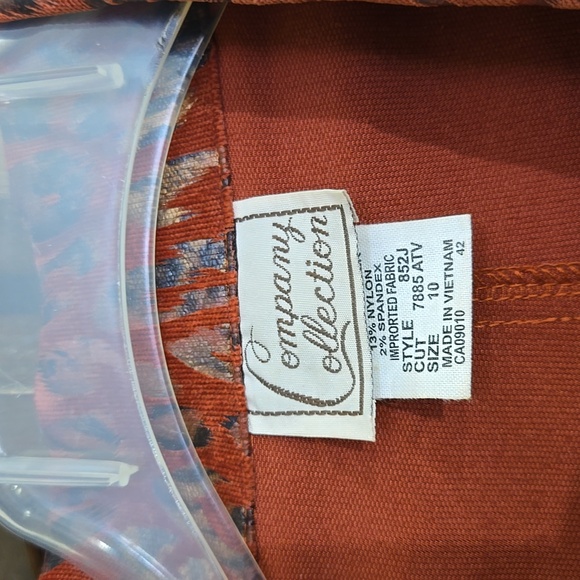 Company
Collection
13% NYLON
2% SPANDEX
IMPRORTED FABRIC
STYLE 852J
CUT 7885 ATV
SIZE 10
MADE IN VIETNAM
CA09010 42